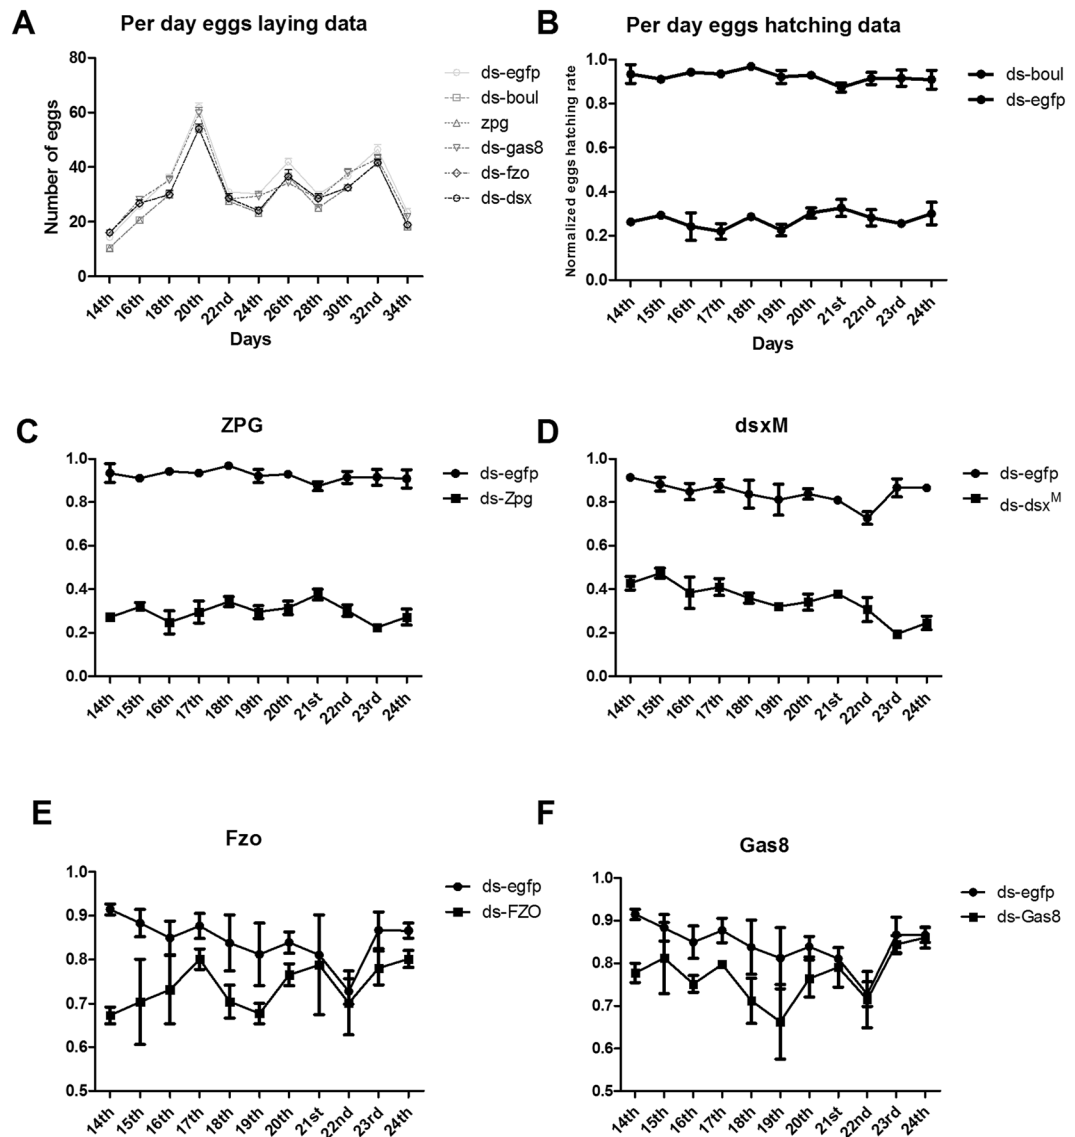 A
Per day eggs laying data
Number of eggs
80
60
40
20
0
14th
16th
18th
20th
22nd
24th
26th
28th
30th
32nd
34th
Days
ds-egfp
ds-boul
zpg
ds-gas8
ds-fzo
ds-dsx
B
Per day eggs hatching data
Normalized eggs hatching rate
1.0
0.8
0.6
0.4
0.2
0.0
14th
15th
16th
17th
18th
19th
20th
21st
22nd
23rd
24th
Days
ds-boul
ds-egfp
C
ZPG
1.0
0.8
0.6
0.4
0.2
0.0
14th
15th
16th
17th
18th
19th
20th
21st
22nd
23rd
24th
ds-egfp
ds-Zpg
D
dsxM
1.0
0.8
0.6
0.4
0.2
0.0
14th
15th
16th
17th
18th
19th
20th
21st
22nd
23rd
24th
ds-egfp
ds-dsxM
E
Fzo
1.0
0.9
0.8
0.7
0.6
0.5
14th
15th
16th
17th
18th
19th
20th
21st
22nd
23rd
24th
ds-egfp
ds-FZO
F
Gas8
1.0
0.9
0.8
0.7
0.6
0.5
14th
15th
16th
17th
18th
19th
20th
21st
22nd
23rd
24th
ds-egfp
ds-Gas8